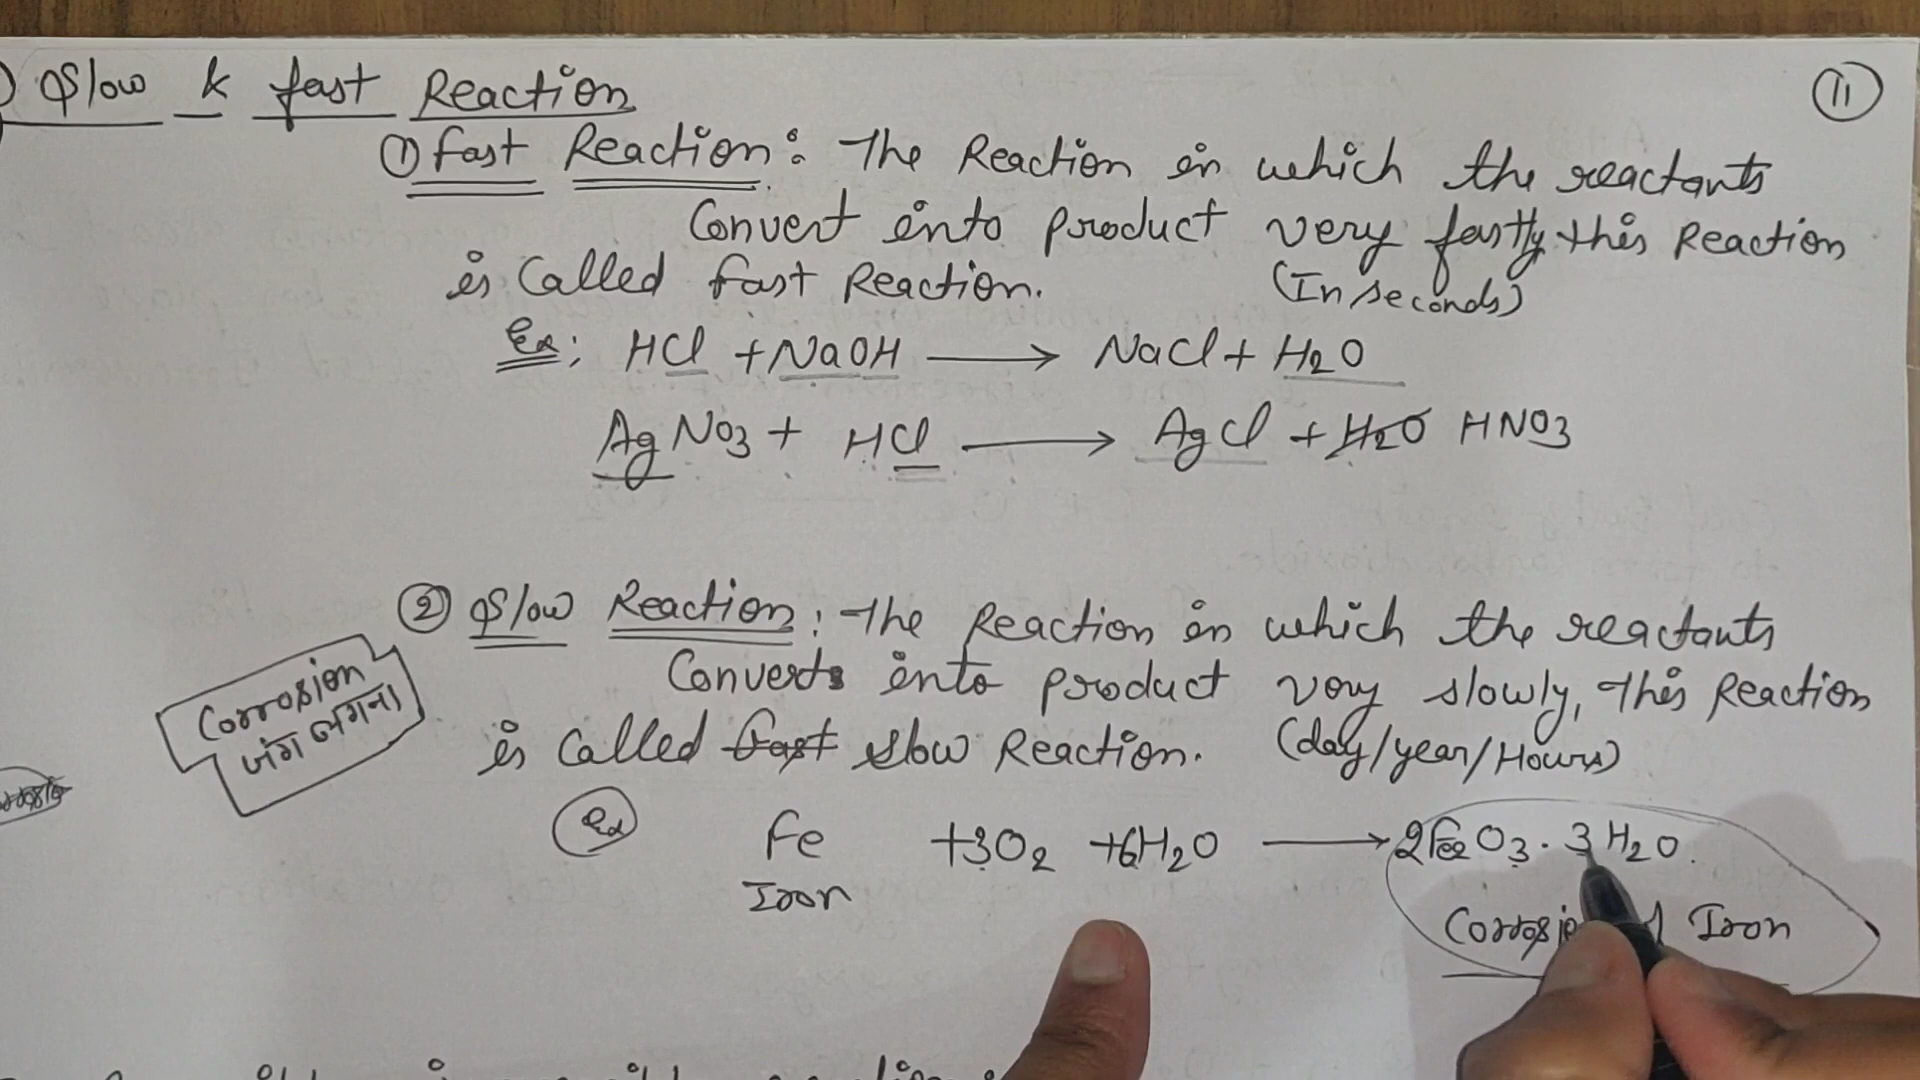 Slow & fast Reaction
11
① fast Reaction: The Reaction in which the reactants
Convert into product very fastly this Reaction
is Called fast Reaction. (In seconds)
Ex; HCl + NaOH ⟶ NaCl + H2O
AgNO3 + HCl ⟶ AgCl + H2O HNO3
② Slow Reaction: The Reaction in which the reactants
Converts into product very slowly, This Reaction
is Called fast slow Reaction. (day/year/Hours)
Corrosion
जंग लगना
Ex Fe +3O2 +6H2O ⟶ 2Fe2O3.3H2O.
Iron
Iron